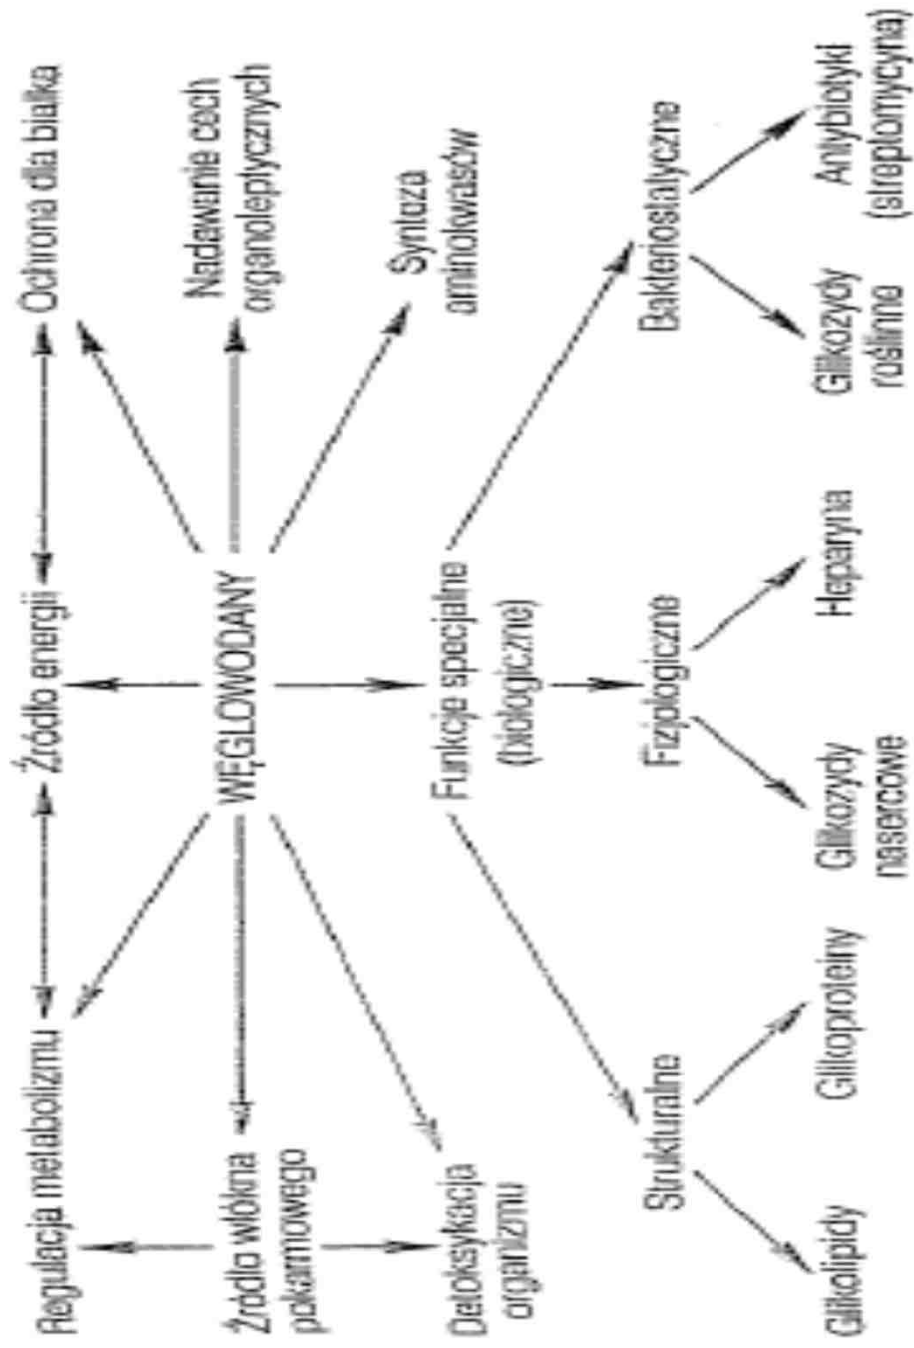 Regulacja metabolizmu
Źródło energii
Ochrona dla białka
Źródło włókna
pokarmowego
WĘGLOWODANY
Nadawanie cech
organoleptycznych
Detoksykacja
organizmu
Funkcje specjalne
(biologiczne)
Synteza
aminokwasów
Strukturalne
Fizjologiczne
Bakteriostatyczne
Glikolipidy
Glikoproteiny
Glikozydy
nasercowe
Heparyna
Glikozydy
roślinne
Antybiotyki
(streptomycyna)